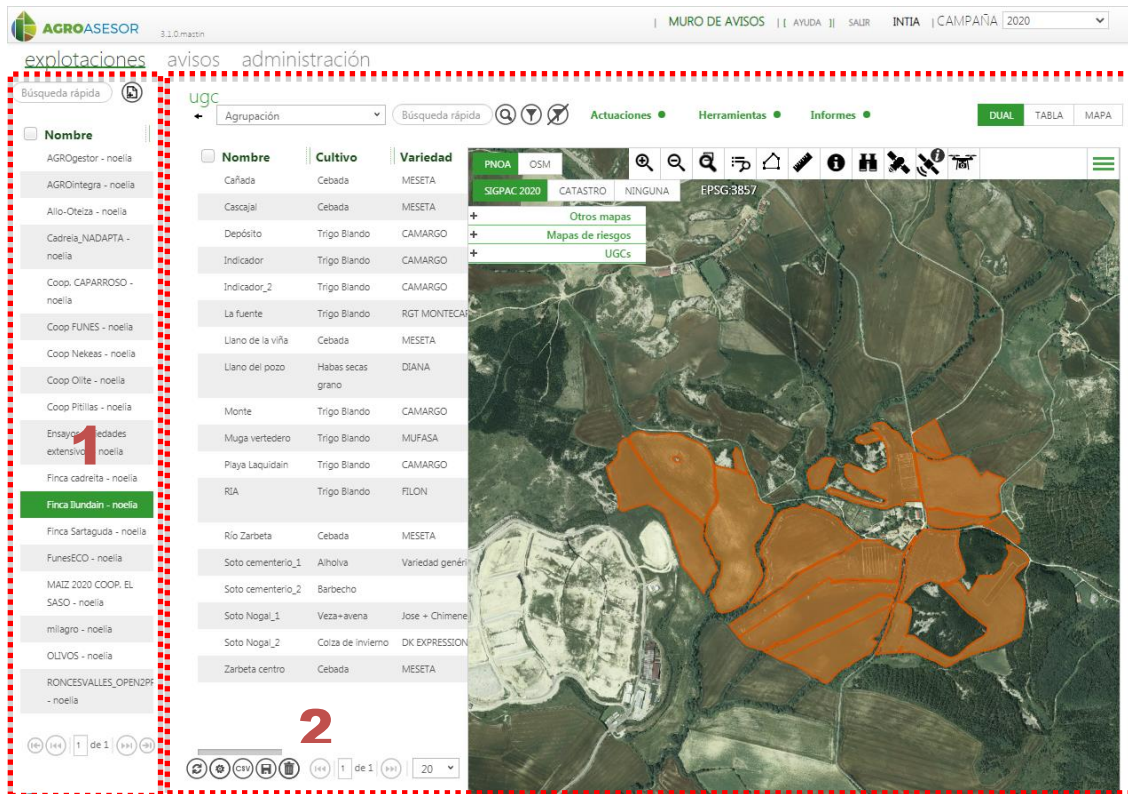 AGROASESOR 3.1.0.mastin | MURO DE AVISOS | [ AYUDA ]| SALIR INTIA | CAMPAÑA 2020
explotaciones avisos administración
Búsqueda rápida
Nombre
AGROgestor - noelia
AGROintegra - noelia
Allo-Oteiza - noelia
Cadreia_NADAPTA -
noelia
Coop. CAPARROSO -
noelia
Coop FUNES - noelia
Coop Nekeas - noelia
Coop Olite - noelia
Coop Pitillas - noelia
extensivo noelia
1
Finca cadreita - noelia
Finca Ilundain - noelia
Finca Sartaguda - noelia
FunesECO - noelia
MAIZ 2020 COOP. EL
SASO - noelia
milagro - noelia
OLIVOS - noelia
RONCESVALLES_OPEN2PF
- noelia
1 de 1
ugc
Agrupación Búsqueda rápida Actuaciones Herramientas Informes DUAL TABLA MAPA
Nombre Cultivo Variedad
Cañada Cebada MESETA
Cascajal Cebada MESETA
Depósito Trigo Blando CAMARGO
Indicador Trigo Blando CAMARGO
Indicador_2 Trigo Blando CAMARGO
La fuente Trigo Blando RGT MONTECAR
Llano de la viña Cebada MESETA
Llano del pozo Habas secas DIANA
grano
Monte Trigo Blando CAMARGO
Muga vertedero Trigo Blando MUFASA
Playa Laquidain Trigo Blando CAMARGO
RIA Trigo Blando FILON
Río Zarbeta Cebada MESETA
Soto cementerio_1 Alholva Variedad genéri
Soto cementerio_2 Barbecho
Soto Nogal_1 Veza+avena Jose + Chimene
Soto Nogal_2 Colza de invierno DK EXPRESSION
Zarbeta centro Cebada MESETA
2
CSV 1 de 1 20
PNOA OSM
SIGPAC 2020 CATASTRO NINGUNA EPSG:3857
+ Otros mapas
+ Mapas de riesgos
+ UGCs